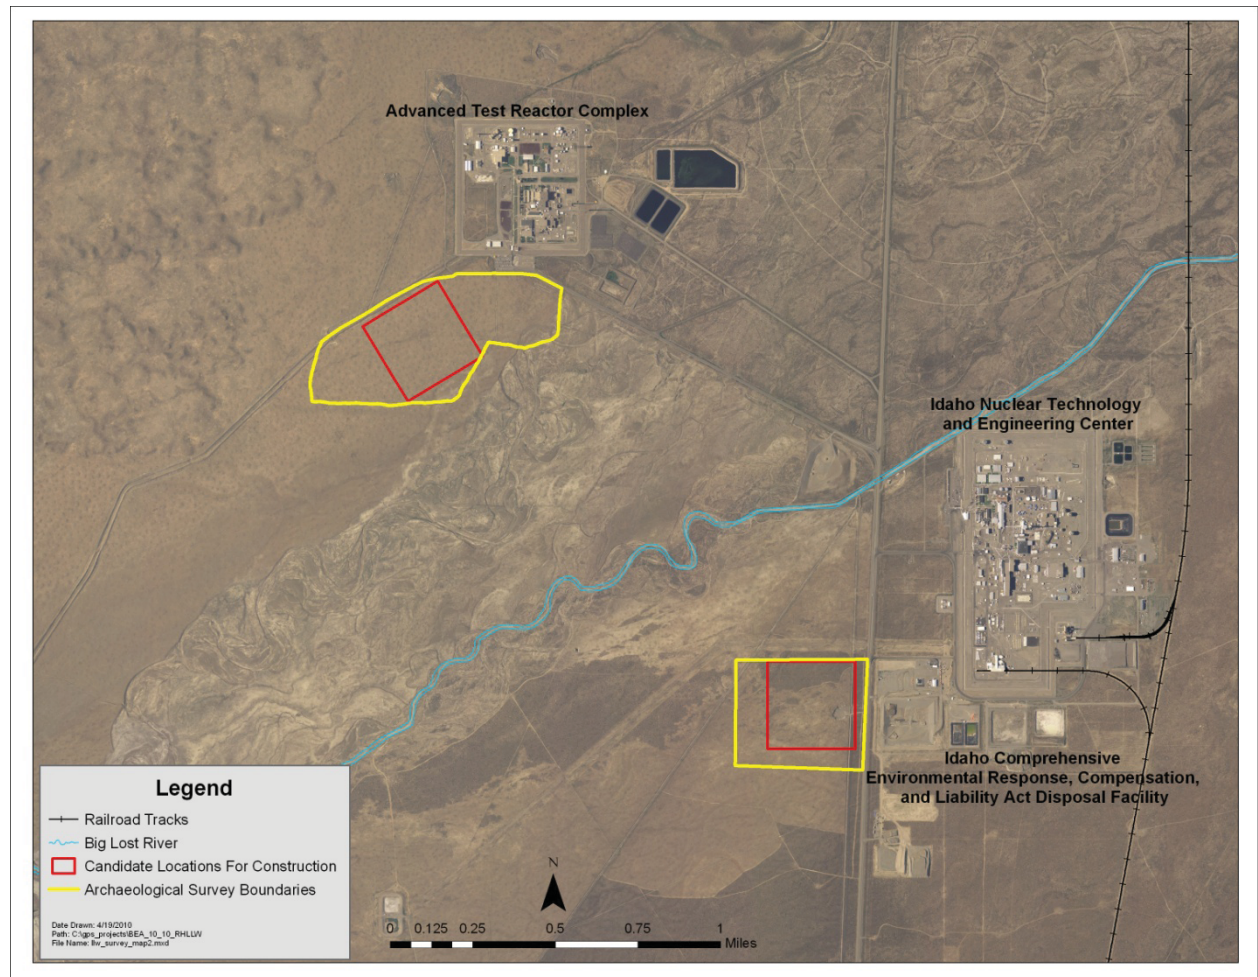 Advanced Test Reactor Complex
Idaho Nuclear Technology
and Engineering Center
Idaho Comprehensive
Environmental Response, Compensation,
and Liability Act Disposal Facility
Legend
Railroad Tracks
Big Lost River
Candidate Locations For Construction
Archaeological Survey Boundaries
Date Drawn: 4/19/2010
Path: C:\gps_projects\BEA_10_10_RHLLW
File Name: llw_survey_map2.mxd
N
0 0.125 0.25 0.5 0.75 1
Miles